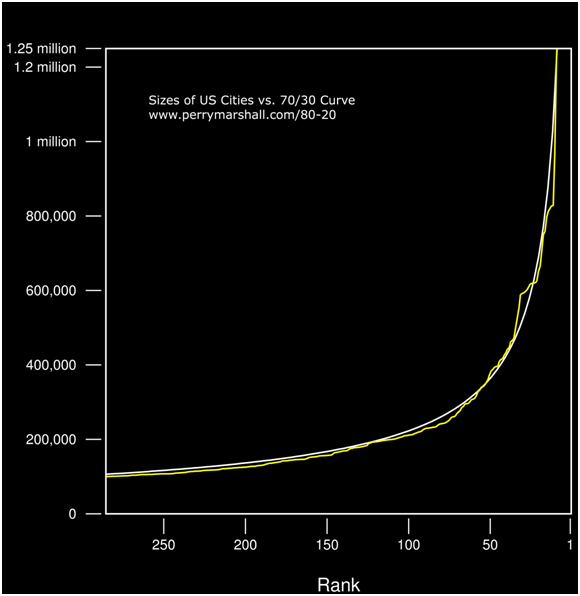 1.25 million
1.2 million
Sizes of US Cities vs. 70/30 Curve
www.perrymarshall.com/80-20
1 million
800,000
600,000
400,000
200,000
0
250 200 150 100 50 1
Rank